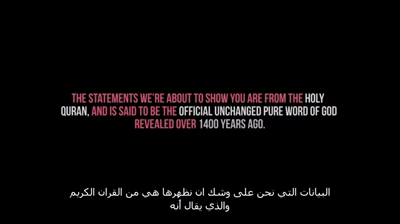 THE STATEMENTS WE'RE ABOUT TO SHOW YOU ARE FROM THE HOLY
QURAN, AND IS SAID TO BE THE OFFICIAL UNCHANGED PURE WORD OF GOD
REVEALED OVER 1400 YEARS AGO.
البيانات التي نحن على وشك ان نظهرها هي من القران الكريم
والذي يقال أنه